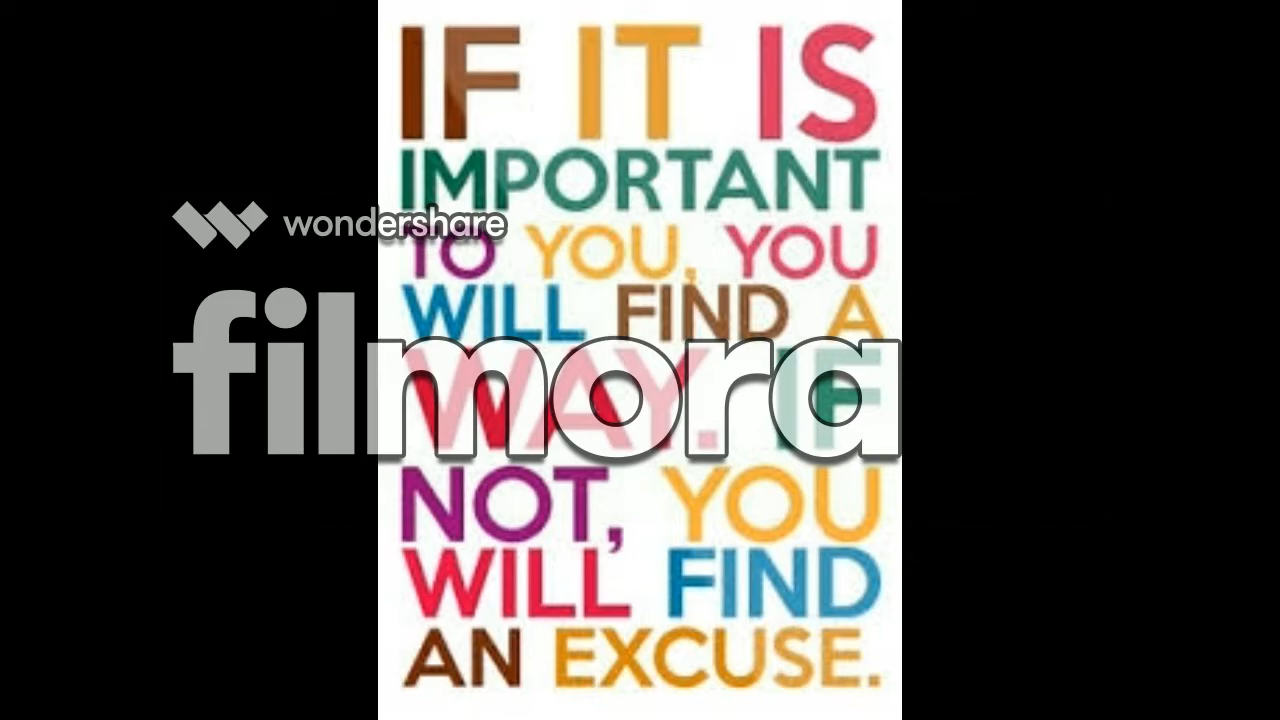 IF IT IS
IMPORTANT
wondershare
TO YOU, YOU
WILL FIND A
filmora
WAY. IF
NOT, YOU
WILL FIND
AN EXCUSE.